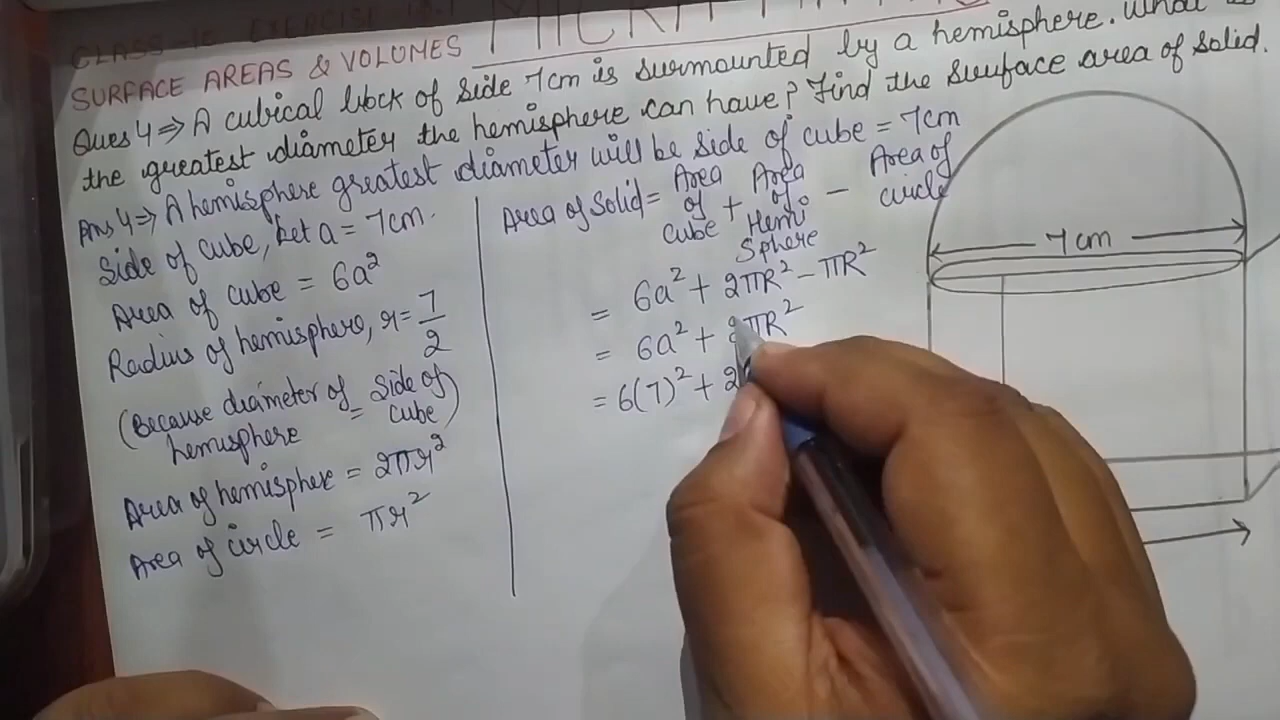 SURFACE AREAS & VOLUMES
Ques 4 ⇒ A cubical block of side 7cm is surmounted by a hemisphere. What is
the greatest diameter the hemisphere can have? Find the surface area of solid.
Ans 4 ⇒ A hemisphere greatest diameter will be side of cube = 7cm
Side of cube, Let a = 7cm.
Area of cube = 6a²
Radius of hemisphere, r = 7/2
(Because diameter of hemisphere = Side of cube)
Area of hemisphere = 2πr²
Area of circle = πr²
Area of Solid = Area of cube + Area of Hemi Sphere − Area of circle
= 6a² + 2πR² − πR²
= 6a² + πR²
= 6(7)² + 2
7cm